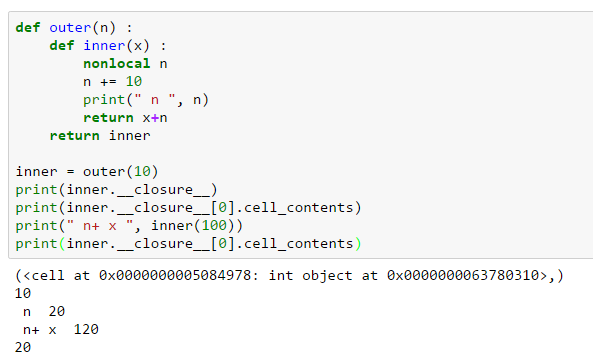 def outer(n) :
    def inner(x) :
        nonlocal n
        n += 10
        print(" n ", n)
        return x+n
    return inner

inner = outer(10)
print(inner.__closure__)
print(inner.__closure__[0].cell_contents)
print(" n+ x ", inner(100))
print(inner.__closure__[0].cell_contents)
(<cell at 0x0000000005084978: int object at 0x0000000063780310>,)
10
 n  20
 n+ x  120
20